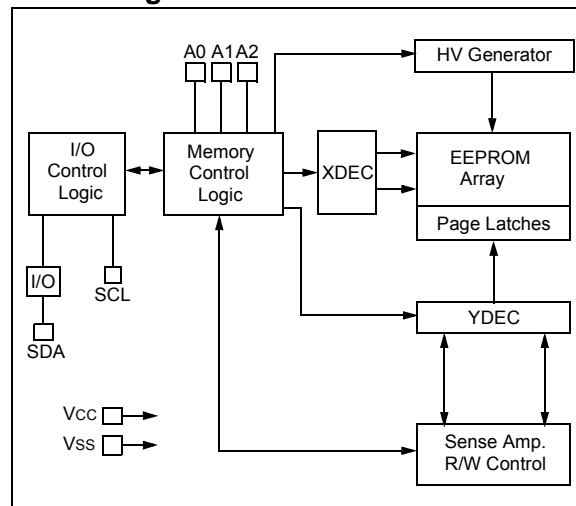 A0 A1 A2
HV Generator
I/O
Control
Logic
Memory
Control
Logic
XDEC
EEPROM
Array
Page Latches
I/O
SCL
SDA
YDEC
VCC
VSS
Sense Amp.
R/W Control